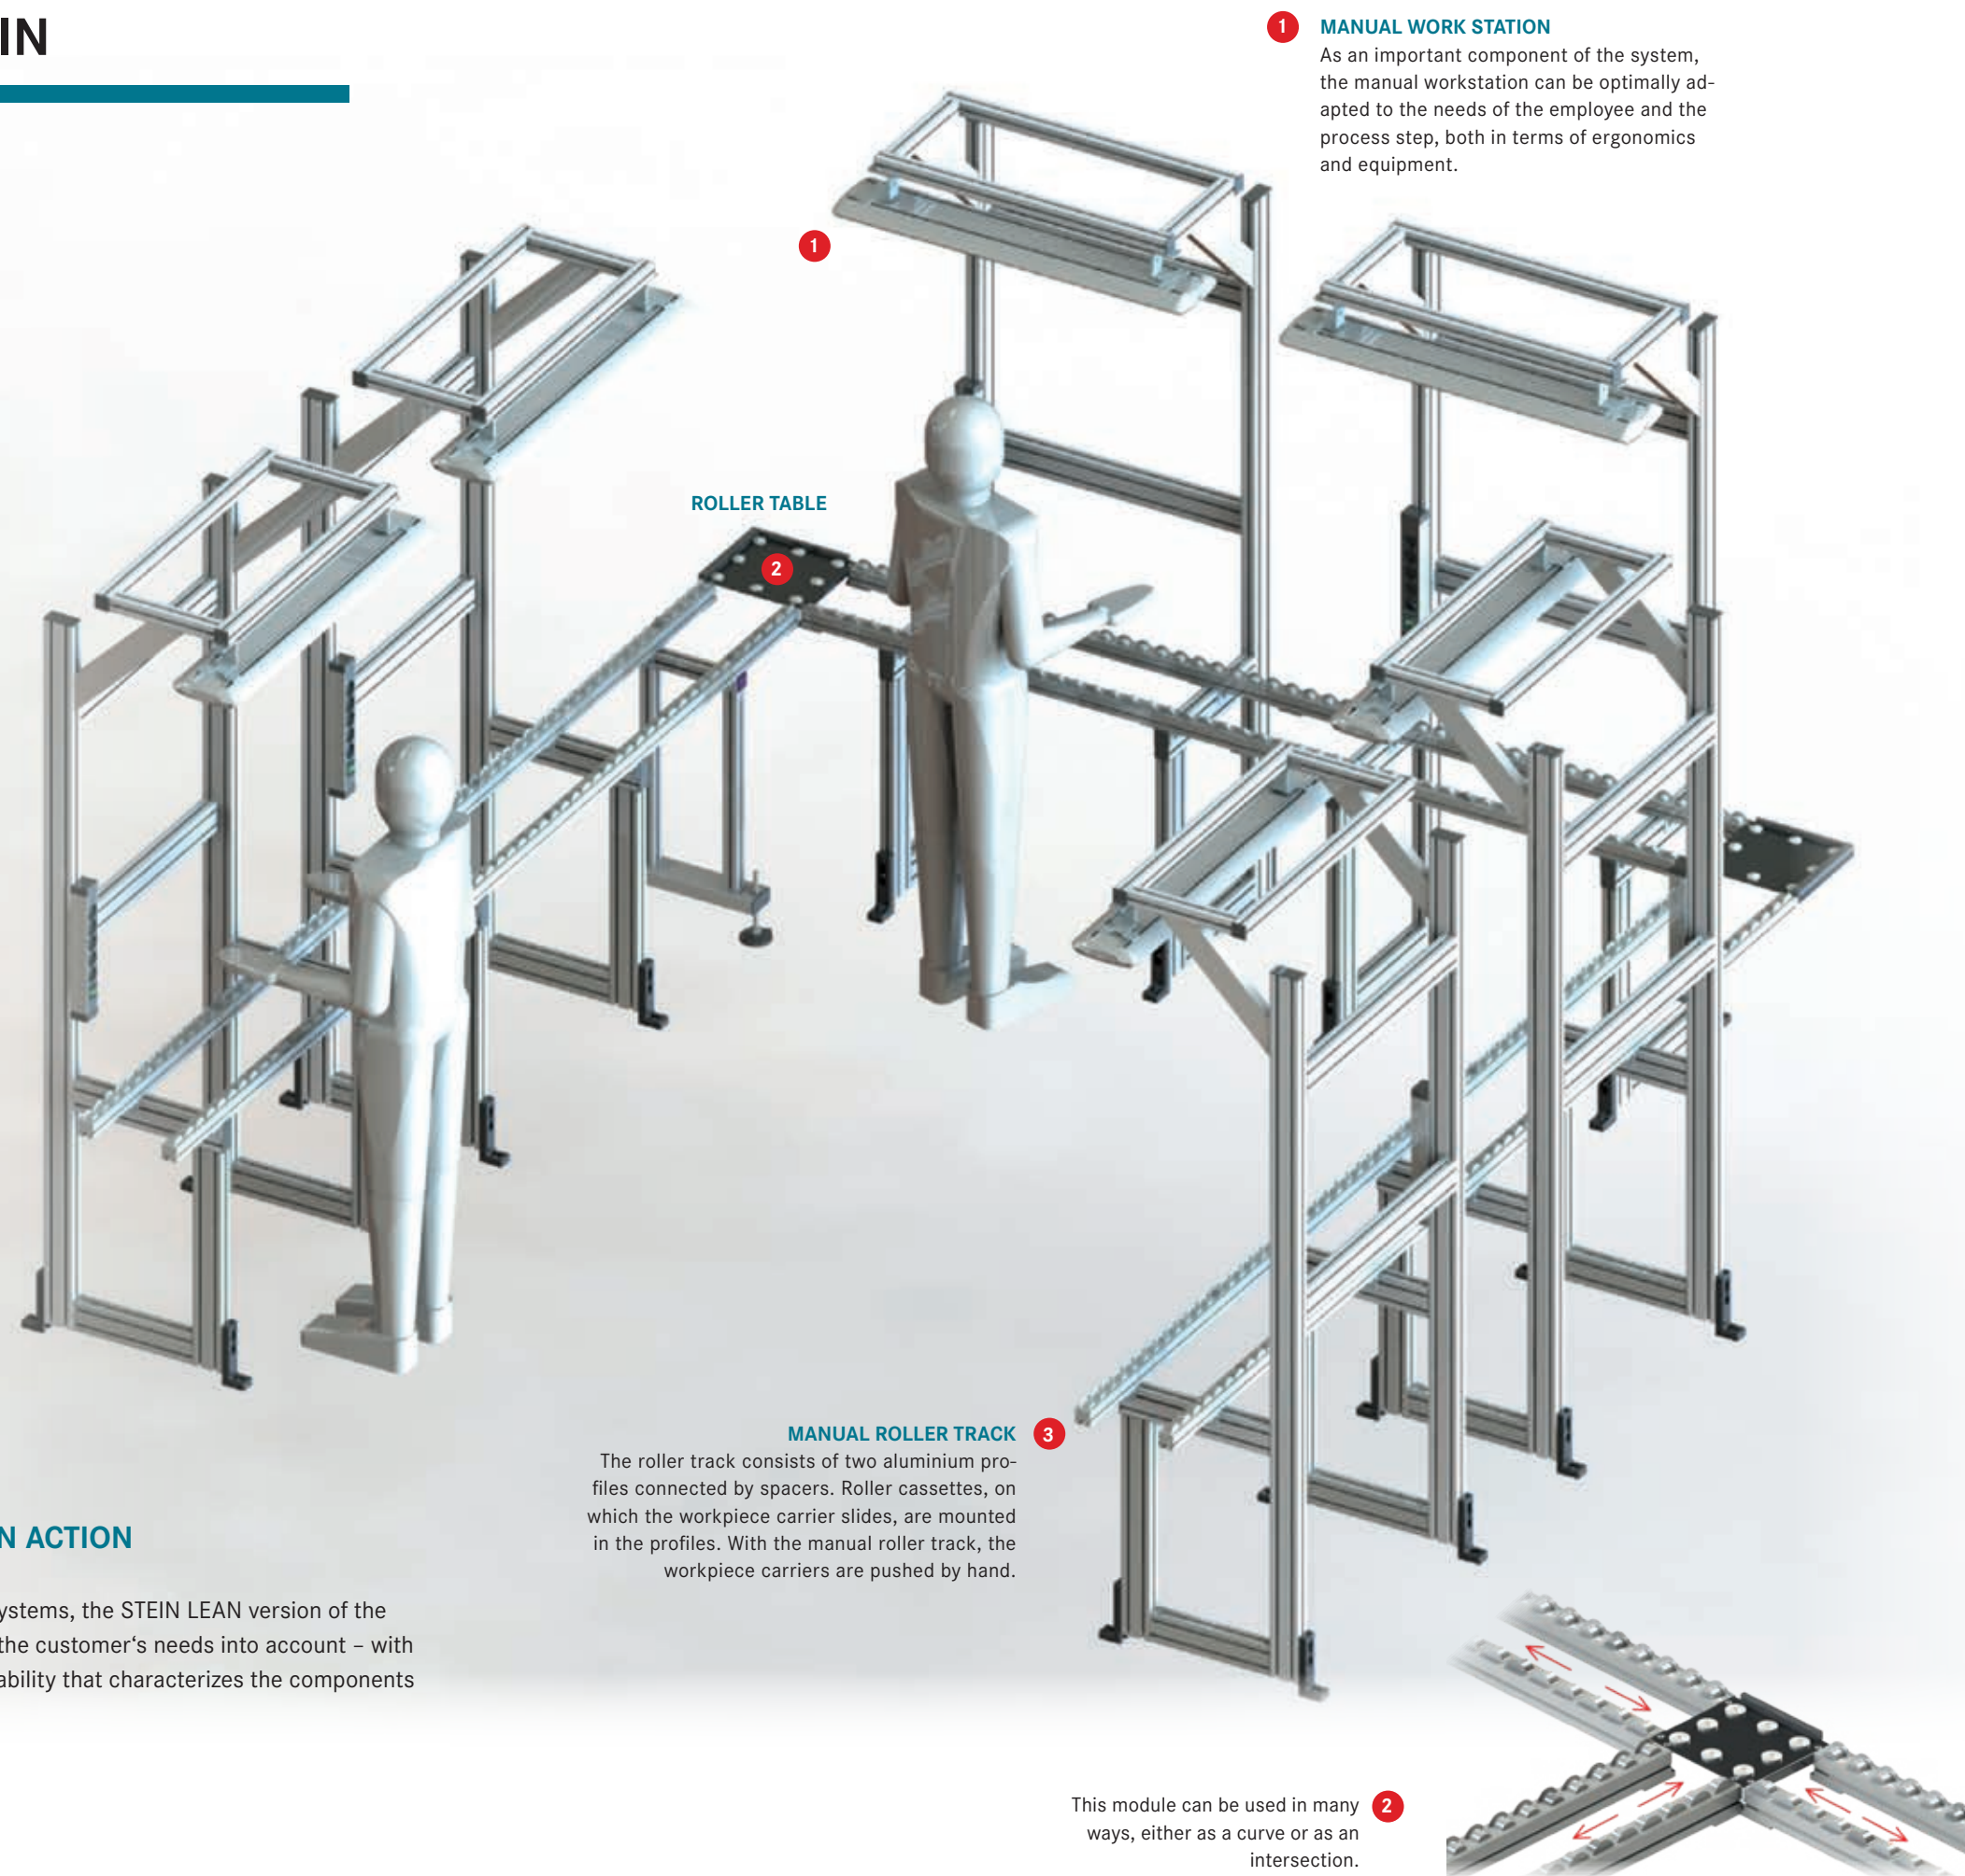 IN
1
MANUAL WORK STATION
As an important component of the system,
the manual workstation can be optimally ad-
apted to the needs of the employee and the
process step, both in terms of ergonomics
and equipment.
1
ROLLER TABLE
2
MANUAL ROLLER TRACK
3
The roller track consists of two aluminium pro-
files connected by spacers. Roller cassettes, on
which the workpiece carrier slides, are mounted
in the profiles. With the manual roller track, the
workpiece carriers are pushed by hand.
N ACTION
ystems, the STEIN LEAN version of the
the customer‘s needs into account – with
ability that characterizes the components
This module can be used in many
2
ways, either as a curve or as an
intersection.